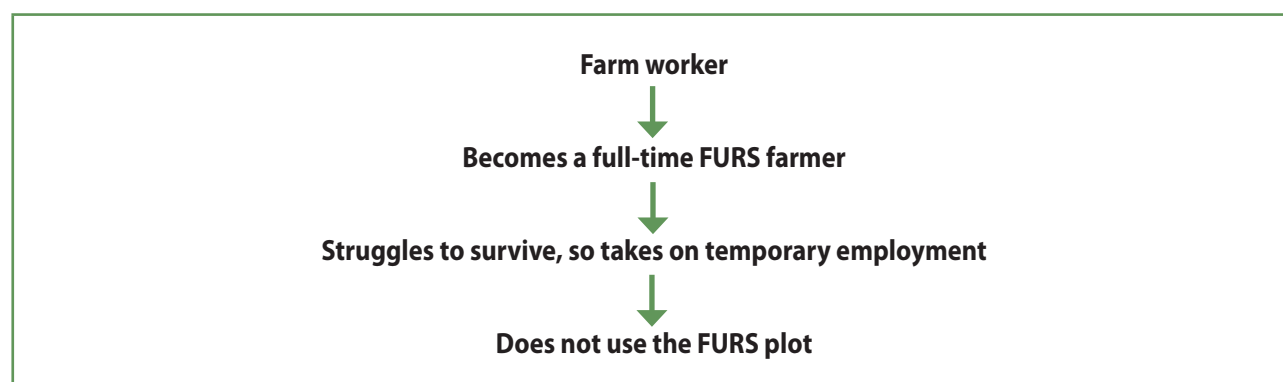 Farm worker
Becomes a full-time FURS farmer
Struggles to survive, so takes on temporary employment
Does not use the FURS plot